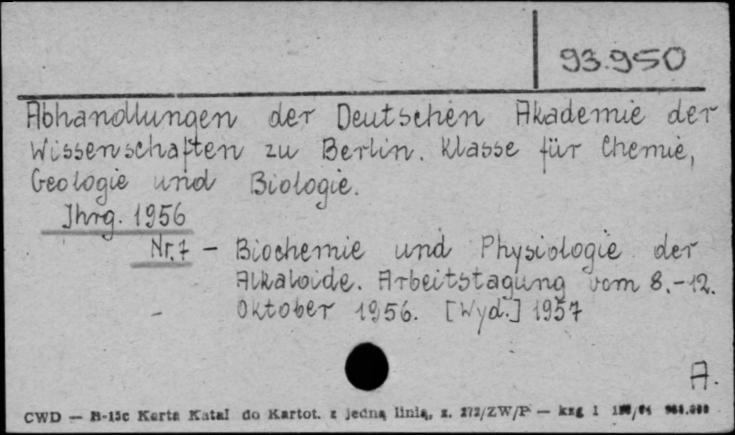 93.950
Abhandlungen der Deutschen Akademie der
Wissenschaften zu Berlin. Klasse für Chemie,
Geologie und Biologie.
Jhrg. 1956
Nr. 7 - Biochemie und Physiologie der
Alkaloide. Arbeitstagung vom 8.-12.
Oktober 1956. [Wyd.] 1957
A.
CWD — B-15c Karta Katal do Kartot. z jedną linią, z. 272/ZW/P — kzg 1